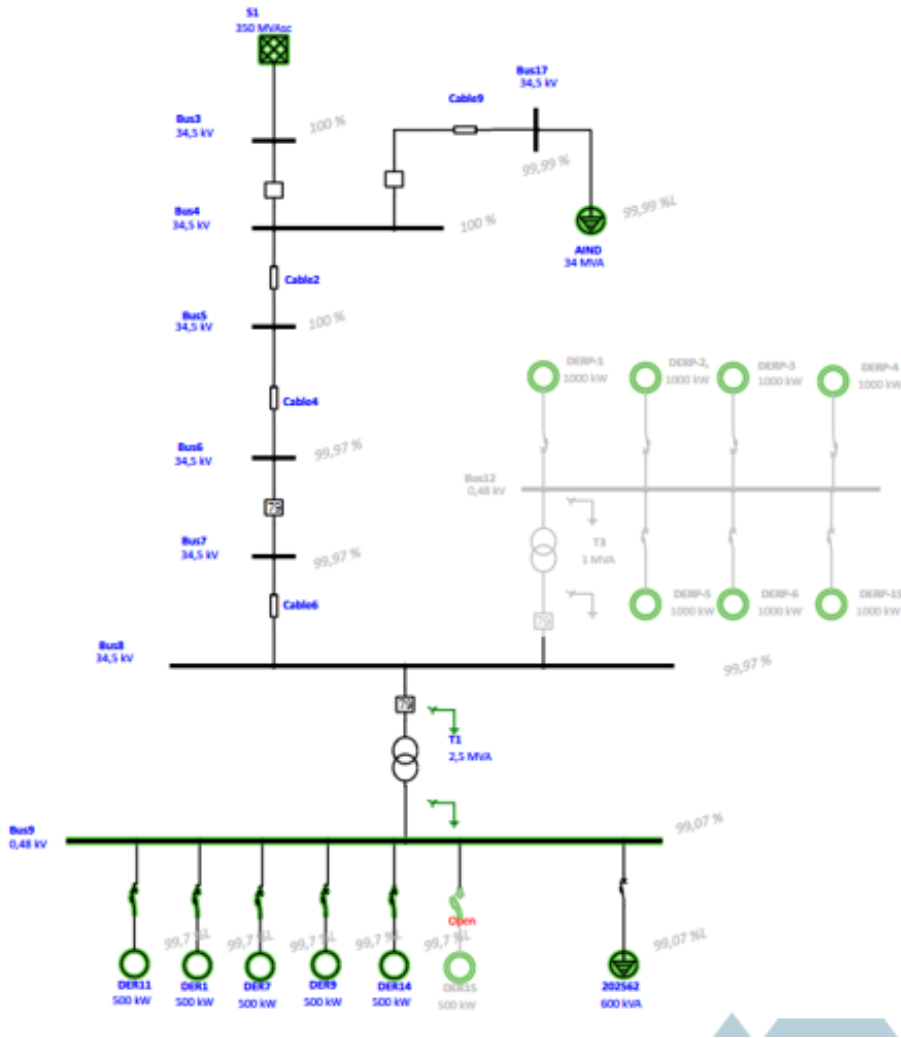 S1
350 MVAsc
Bus3
34,5 kV
100 %
Cable9
Bus17
34,5 kV
99,99 %
99,99 %L
AIND
34 MVA
Bus4
34,5 kV
100 %
Cable2
Bus5
34,5 kV
100 %
Cable4
Bus6
34,5 kV
99,97 %
79
Bus7
34,5 kV
99,97 %
Cable6
DERP-1
1000 kW
DERP-2,
1000 kW
DERP-3
1000 kW
DERP-4
1000 kW
Bus12
0,48 kV
T3
1 MVA
79
DERP-5
1000 kW
DERP-6
1000 kW
DERP-15
1000 kW
Bus8
34,5 kV
99,97 %
79
T1
2,5 MVA
Bus9
0,48 kV
99,07 %
Open
99,7 %L
99,7 %L
99,7 %L
99,7 %L
99,7 %L
99,07 %L
DER11
500 kW
DER1
500 kW
DER7
500 kW
DER9
500 kW
DER14
500 kW
DER15
500 kW
202562
600 kVA